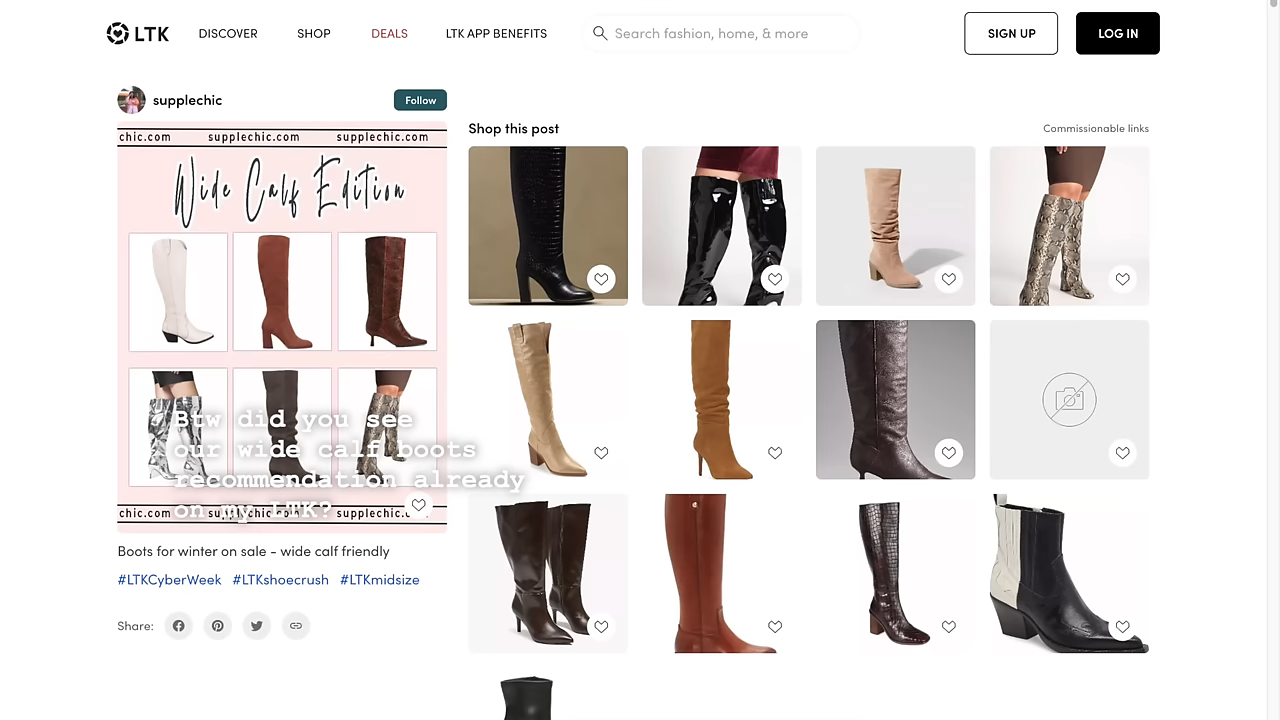 LTK
DISCOVER
SHOP
DEALS
LTK APP BENEFITS
Search fashion, home, & more
SIGN UP
LOG IN
supplechic
Follow
chic.com supplechic.com supplechic.com
Wide Calf Edition
Btw did you see
our wide calf boots
recommendation already
on my LTK?
chic.com supplechic.com supplechic.com
Boots for winter on sale - wide calf friendly
#LTKCyberWeek #LTKshoecrush #LTKmidsize
Share:
Shop this post
Commissionable links